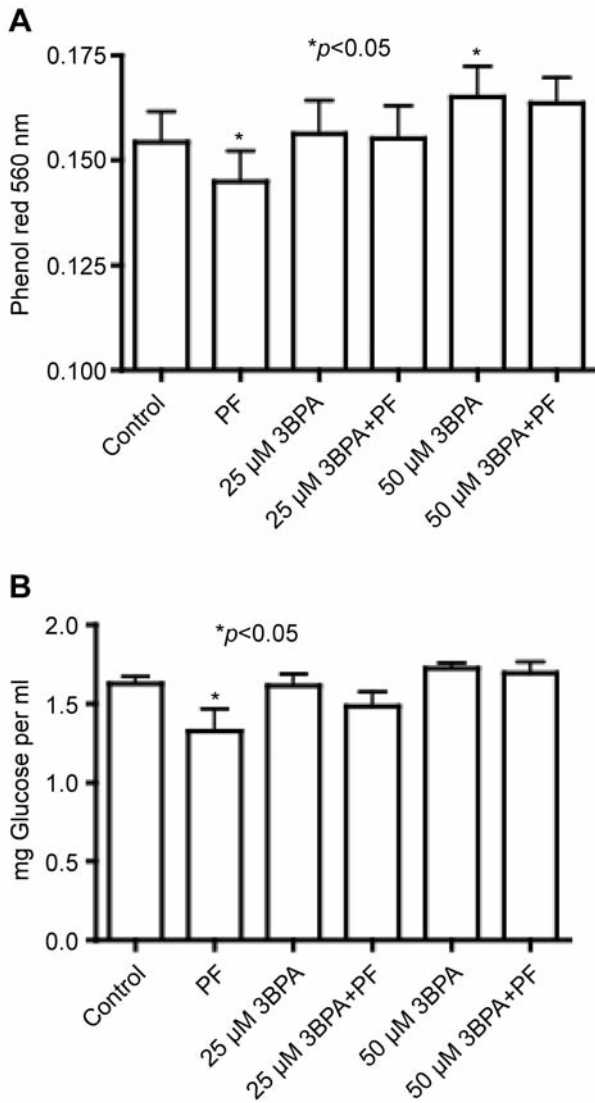 A
*p<0.05
Phenol red 560 nm
0.175
0.150
0.125
0.100
*
*
Control
PF
25 µM 3BPA
25 µM 3BPA+PF
50 µM 3BPA
50 µM 3BPA+PF
B
*p<0.05
mg Glucose per ml
2.0
1.5
1.0
0.5
0.0
*
Control
PF
25 µM 3BPA
25 µM 3BPA+PF
50 µM 3BPA
50 µM 3BPA+PF